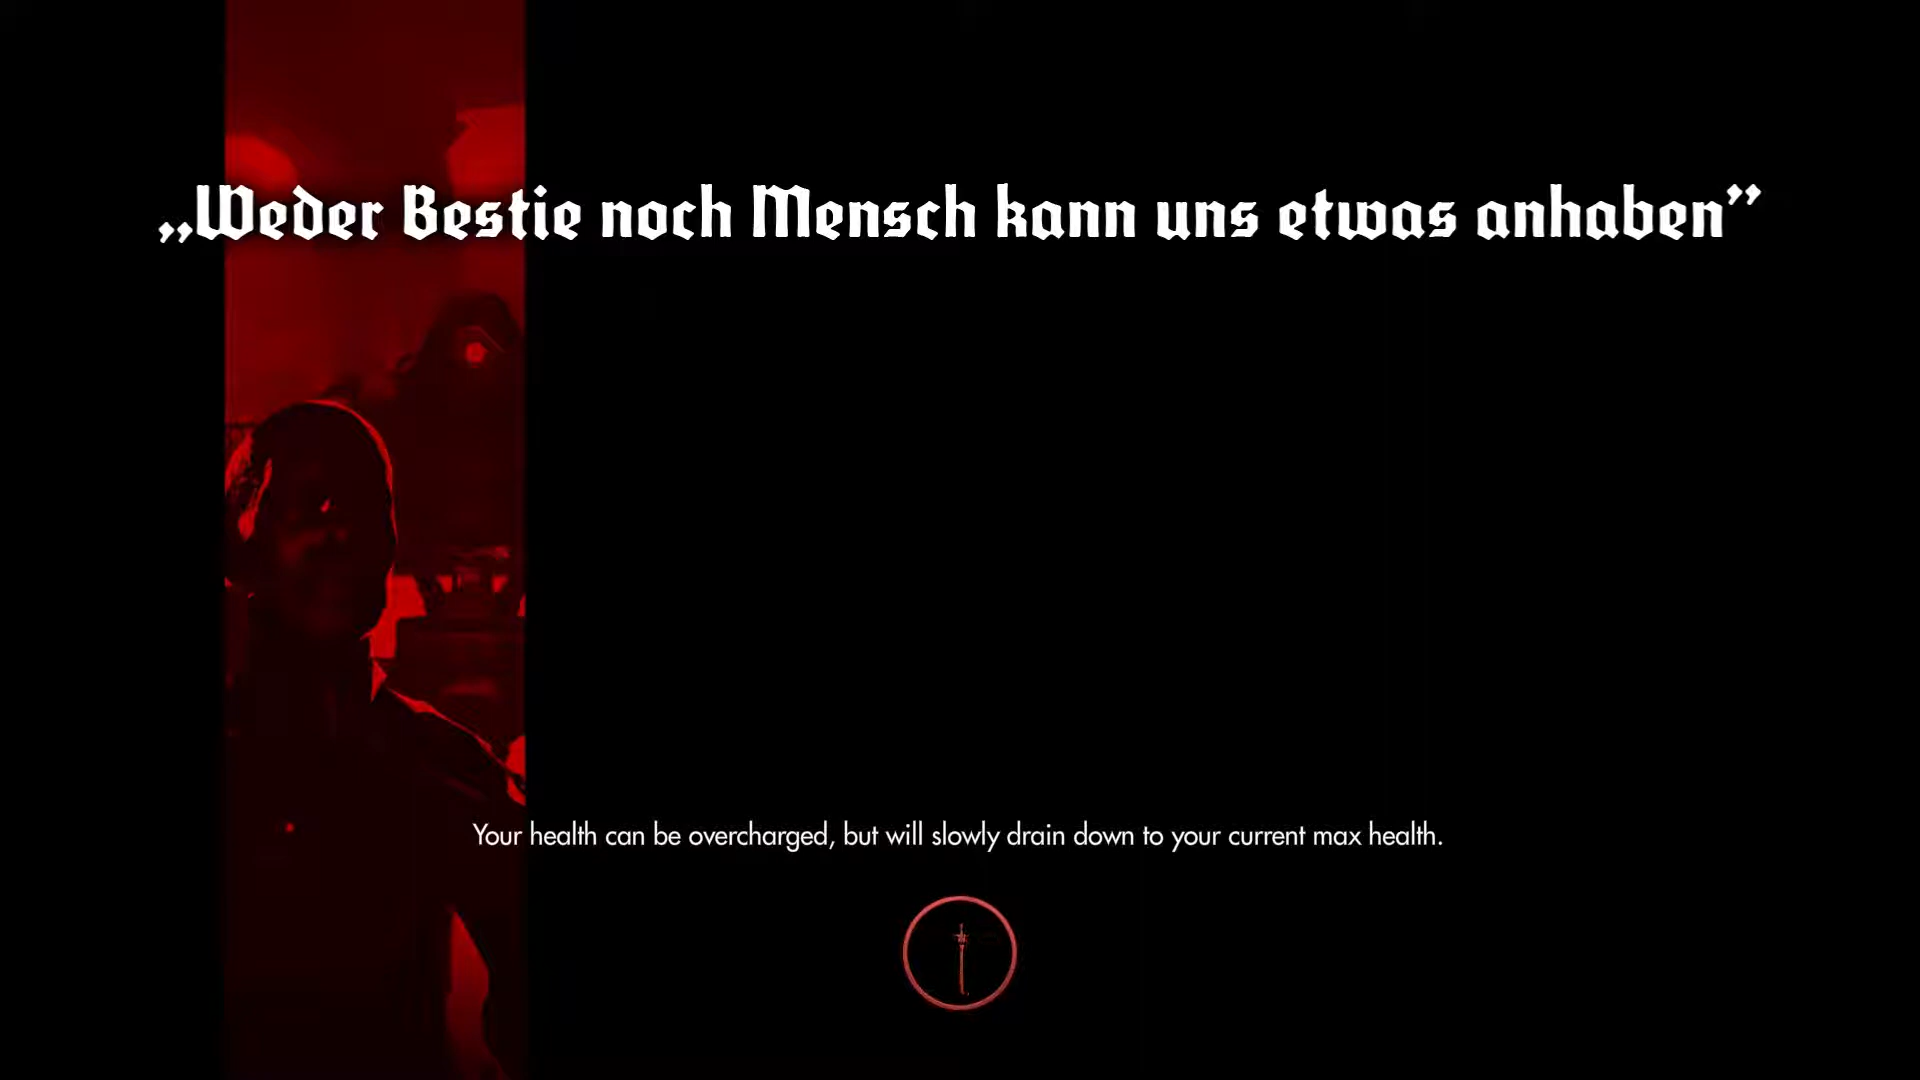 „Weder Bestie noch Mensch kann uns etwas anhaben”
Your health can be overcharged, but will slowly drain down to your current max health.